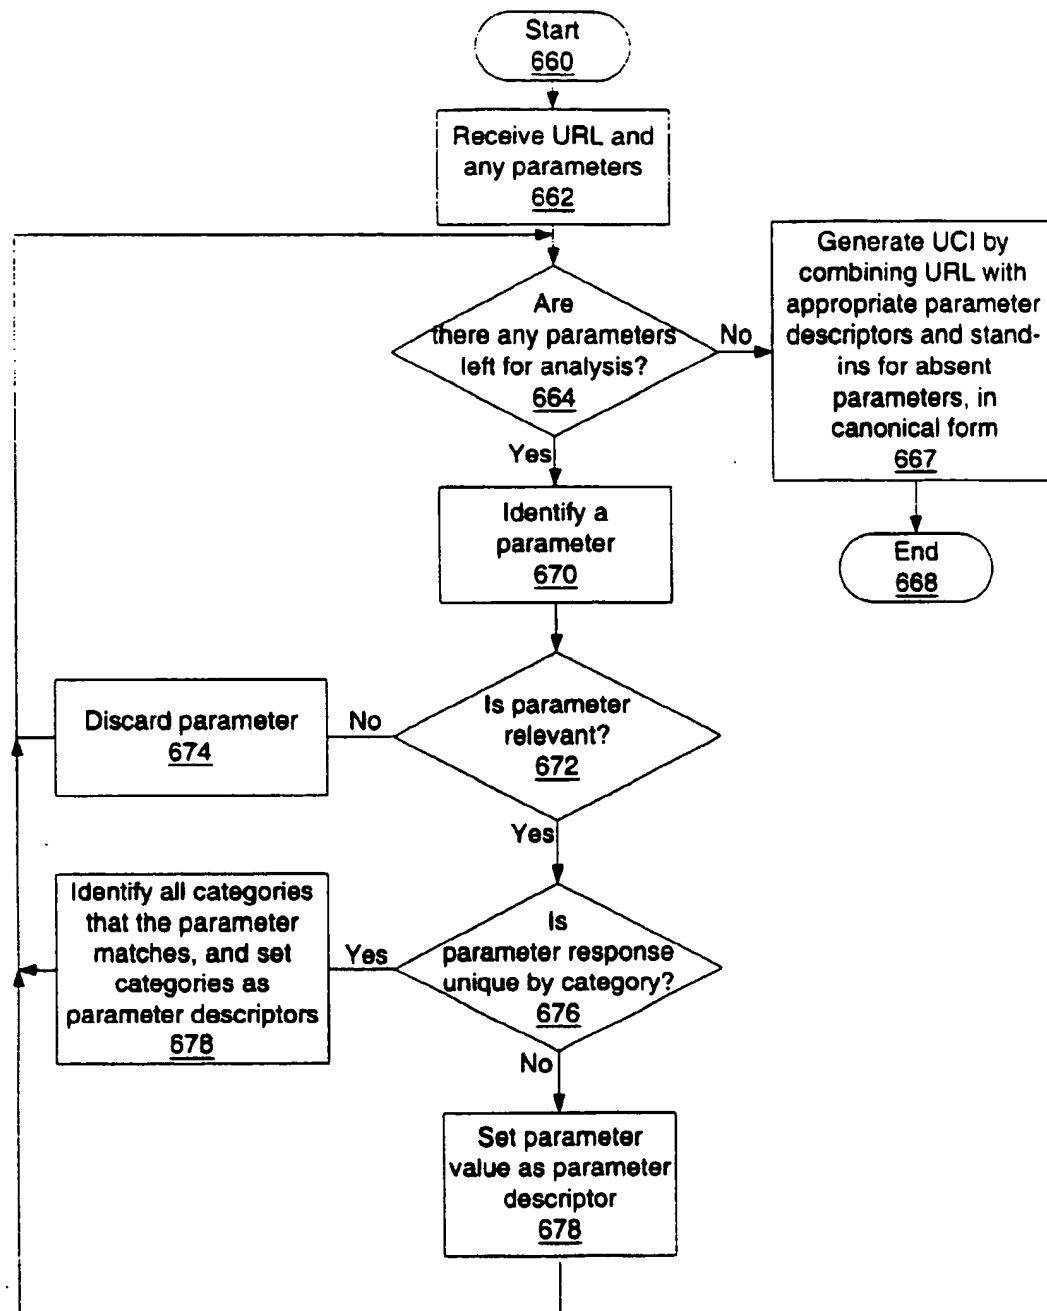 Start
660
Receive URL and
any parameters
662
Are
there any parameters
left for analysis?
664
No
Generate UCI by
combining URL with
appropriate parameter
descriptors and stand-
ins for absent
parameters, in
canonical form
667
Yes
Identify a
parameter
670
End
668
Is parameter
relevant?
672
No
Discard parameter
674
Yes
Is
parameter response
unique by category?
676
Yes
Identify all categories
that the parameter
matches, and set
categories as
parameter descriptors
678
No
Set parameter
value as parameter
descriptor
678